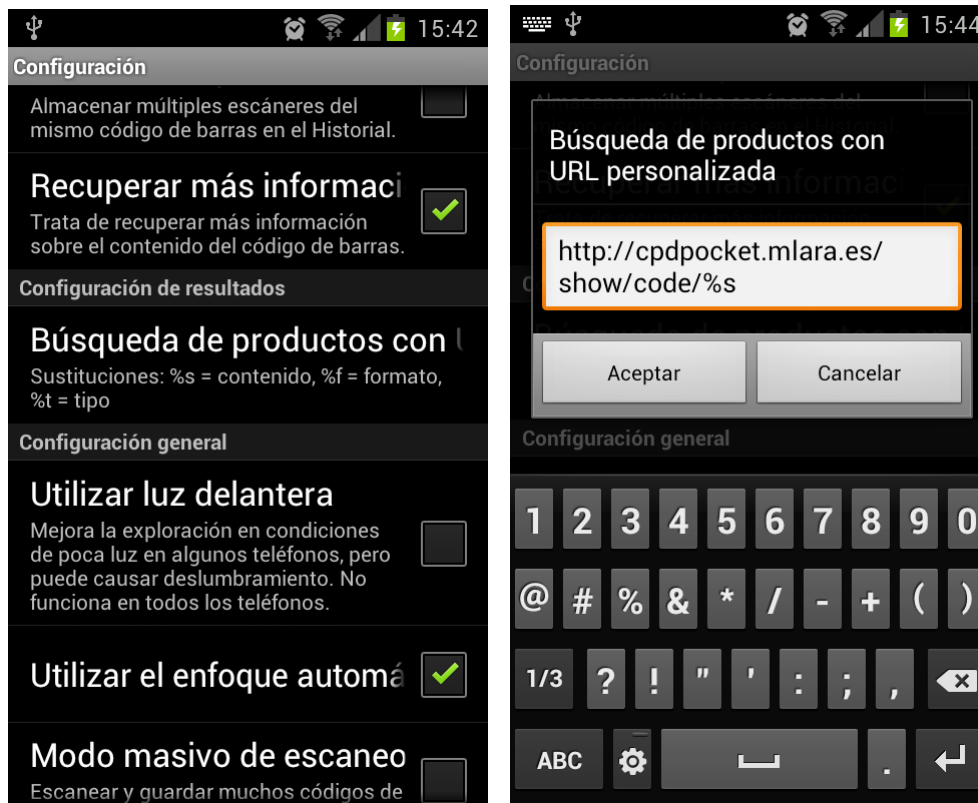 15:42
Configuración
Almacenar múltiples escáneres del
mismo código de barras en el Historial.
Recuperar más informaci
Trata de recuperar más información
sobre el contenido del código de barras.
Configuración de resultados
Búsqueda de productos con
Sustituciones: %s = contenido, %f = formato,
%t = tipo
Configuración general
Utilizar luz delantera
Mejora la exploración en condiciones
de poca luz en algunos teléfonos, pero
puede causar deslumbramiento. No
funciona en todos los teléfonos.
Utilizar el enfoque automá
Modo masivo de escaneo
Escanear y guardar muchos códigos de
15:44
Configuración
Búsqueda de productos con
URL personalizada
http://cpdpocket.mlara.es/
show/code/%s
Aceptar Cancelar
Configuración general
1 2 3 4 5 6 7 8 9 0
@ # % & * / - + ( )
1/3 ? ! " ' : ; ,
ABC .